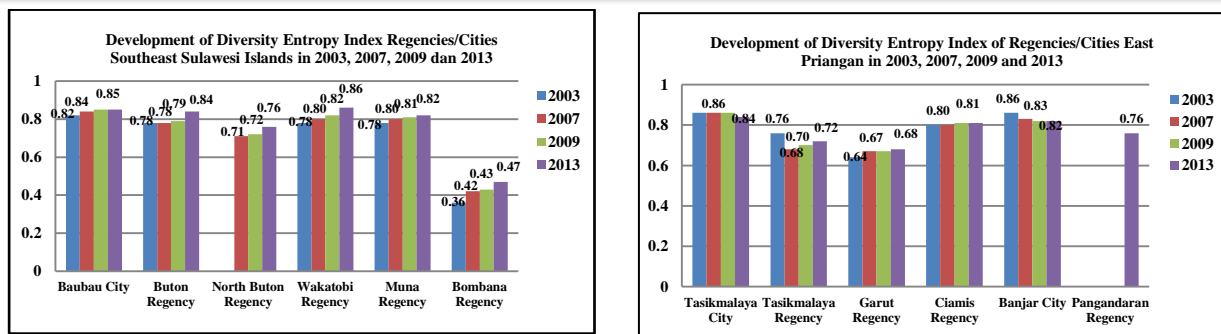 Development of Diversity Entropy Index Regencies/Cities
Southeast Sulawesi Islands in 2003, 2007, 2009 dan 2013
1
0.8
0.6
0.4
0.2
0
0.82
0.84
0.85
0.78
0.78
0.79
0.84
0.71
0.72
0.76
0.78
0.80
0.82
0.86
0.78
0.80
0.81
0.82
0.36
0.42
0.43
0.47
Baubau City
Buton
Regency
North Buton
Regency
Wakatobi
Regency
Muna
Regency
Bombana
Regency
2003
2007
2009
2013
Development of Diversity Entropy Index of Regencies/Cities East
Priangan in 2003, 2007, 2009 and 2013
1
0.8
0.6
0.4
0.2
0
0.86
0.84
0.76
0.68
0.70
0.72
0.64
0.67
0.68
0.80
0.81
0.86
0.83
0.82
0.76
Tasikmalaya
City
Tasikmalaya
Regency
Garut
Regency
Ciamis
Regency
Banjar City
Pangandaran
Regency
2003
2007
2009
2013